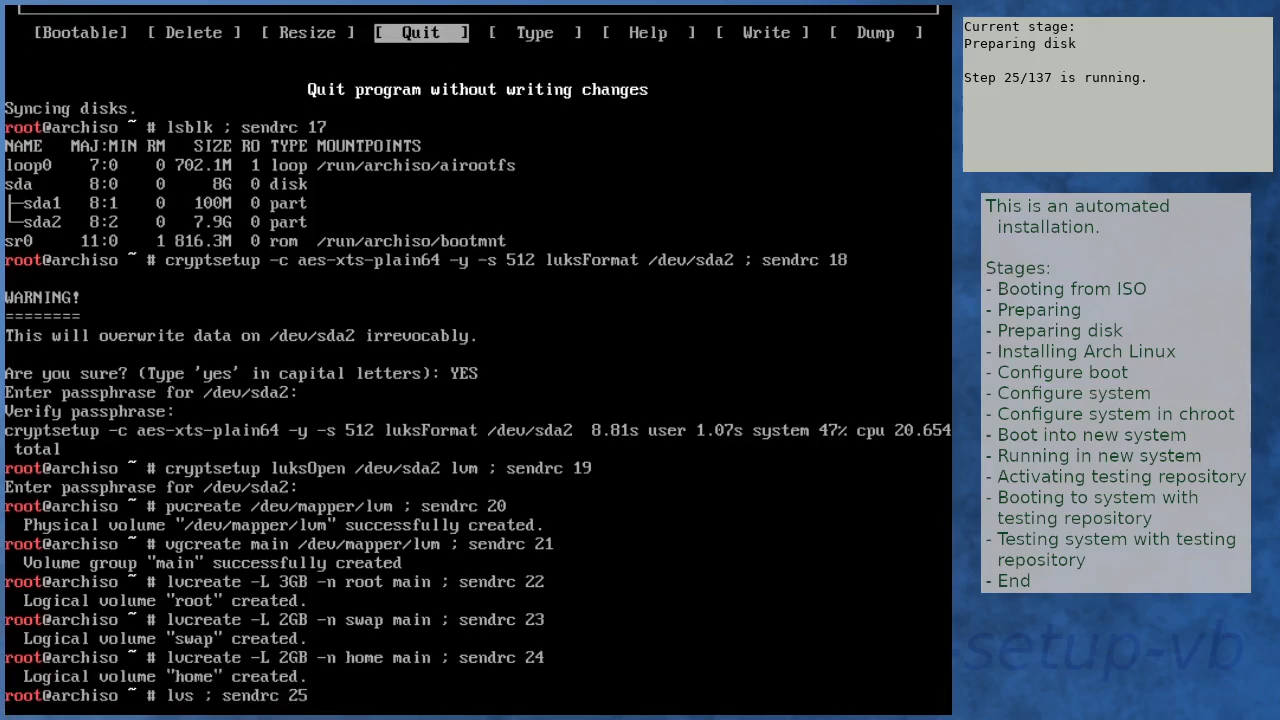 [Bootable] [ Delete ] [ Resize ] [ Quit ] [ Type ] [ Help ] [ Write ] [ Dump ]
Quit program without writing changes
Syncing disks.
root@archiso ~ # lsblk ; sendrc 17
NAME MAJ:MIN RM SIZE RO TYPE MOUNTPOINTS
loop0 7:0 0 702.1M 1 loop /run/archiso/airootfs
sda 8:0 0 8G 0 disk
├─sda1 8:1 0 100M 0 part
└─sda2 8:2 0 7.9G 0 part
sr0 11:0 1 816.3M 0 rom /run/archiso/bootmnt
root@archiso ~ # cryptsetup -c aes-xts-plain64 -y -s 512 luksFormat /dev/sda2 ; sendrc 18
WARNING!
========
This will overwrite data on /dev/sda2 irrevocably.
Are you sure? (Type 'yes' in capital letters): YES
Enter passphrase for /dev/sda2:
Verify passphrase:
cryptsetup -c aes-xts-plain64 -y -s 512 luksFormat /dev/sda2 8.81s user 1.07s system 47% cpu 20.654
total
root@archiso ~ # cryptsetup luksOpen /dev/sda2 lvm ; sendrc 19
Enter passphrase for /dev/sda2:
root@archiso ~ # pvcreate /dev/mapper/lvm ; sendrc 20
Physical volume "/dev/mapper/lvm" successfully created.
root@archiso ~ # vgcreate main /dev/mapper/lvm ; sendrc 21
Volume group "main" successfully created
root@archiso ~ # lvcreate -L 3GB -n root main ; sendrc 22
Logical volume "root" created.
root@archiso ~ # lvcreate -L 2GB -n swap main ; sendrc 23
Logical volume "swap" created.
root@archiso ~ # lvcreate -L 2GB -n home main ; sendrc 24
Logical volume "home" created.
root@archiso ~ # lvs ; sendrc 25
Current stage:
Preparing disk
Step 25/137 is running.
This is an automated
installation.
Stages:
- Booting from ISO
- Preparing
- Preparing disk
- Installing Arch Linux
- Configure boot
- Configure system
- Configure system in chroot
- Boot into new system
- Running in new system
- Activating testing repository
- Booting to system with
testing repository
- Testing system with testing
repository
- End
setup-vb